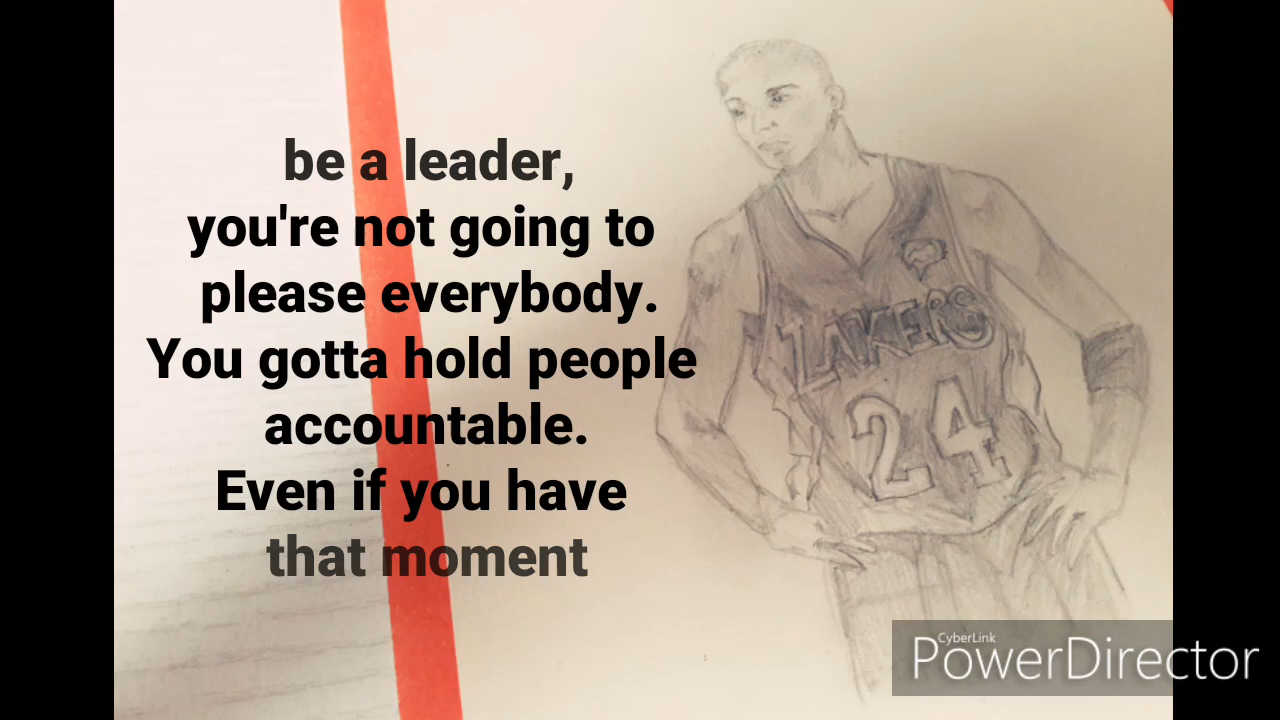 be a leader,
you're not going to
please everybody.
You gotta hold people
accountable.
Even if you have
that moment
LAKERS
24
CyberLink
PowerDirector